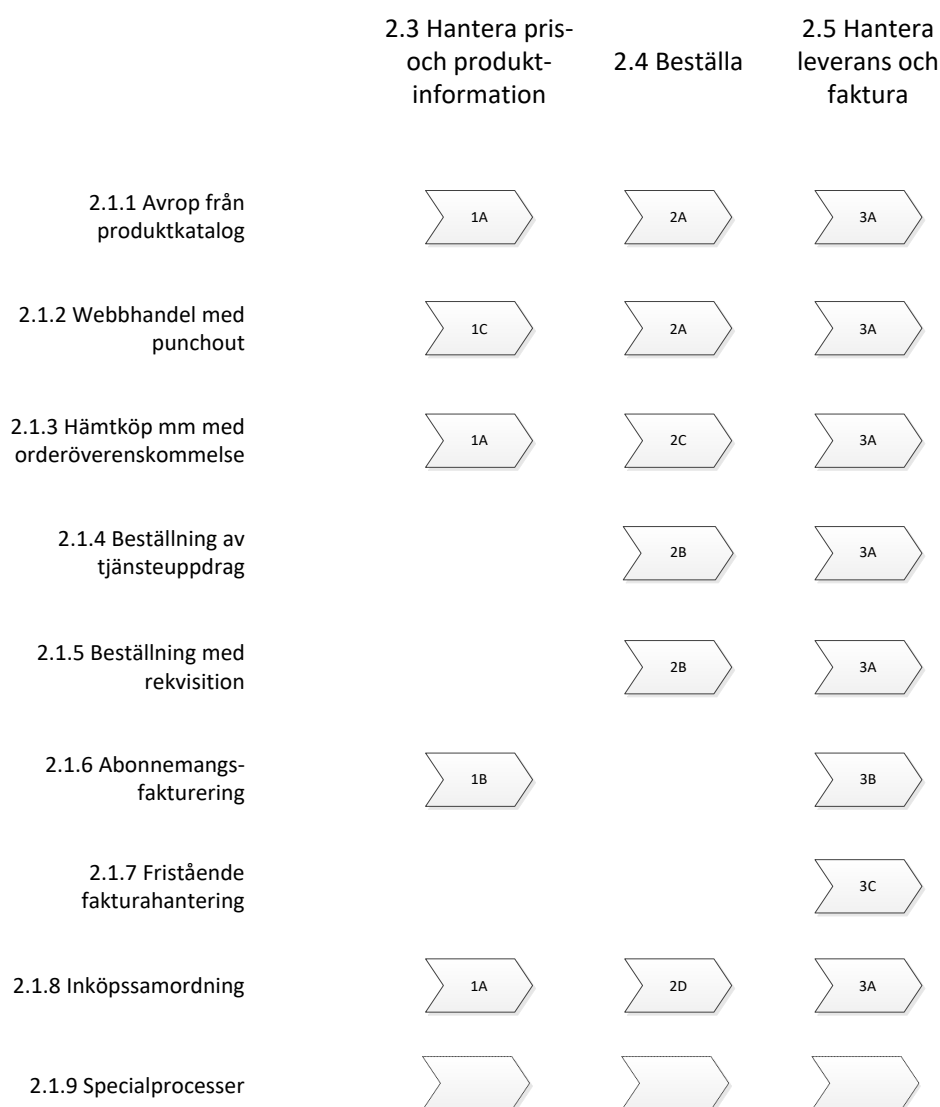 2.3 Hantera pris-
och produkt-
information
2.4 Beställa
2.5 Hantera
leverans och
faktura
2.1.1 Avrop från
produktkatalog
1A
2A
3A
2.1.2 Webbhandel med
punchout
1C
2A
3A
2.1.3 Hämtköp mm med
orderöverenskommelse
1A
2C
3A
2.1.4 Beställning av
tjänsteuppdrag
2B
3A
2.1.5 Beställning med
rekvisition
2B
3A
2.1.6 Abonnemangs-
fakturering
1B
3B
2.1.7 Fristående
fakturahantering
3C
2.1.8 Inköpssamordning
1A
2D
3A
2.1.9 Specialprocesser